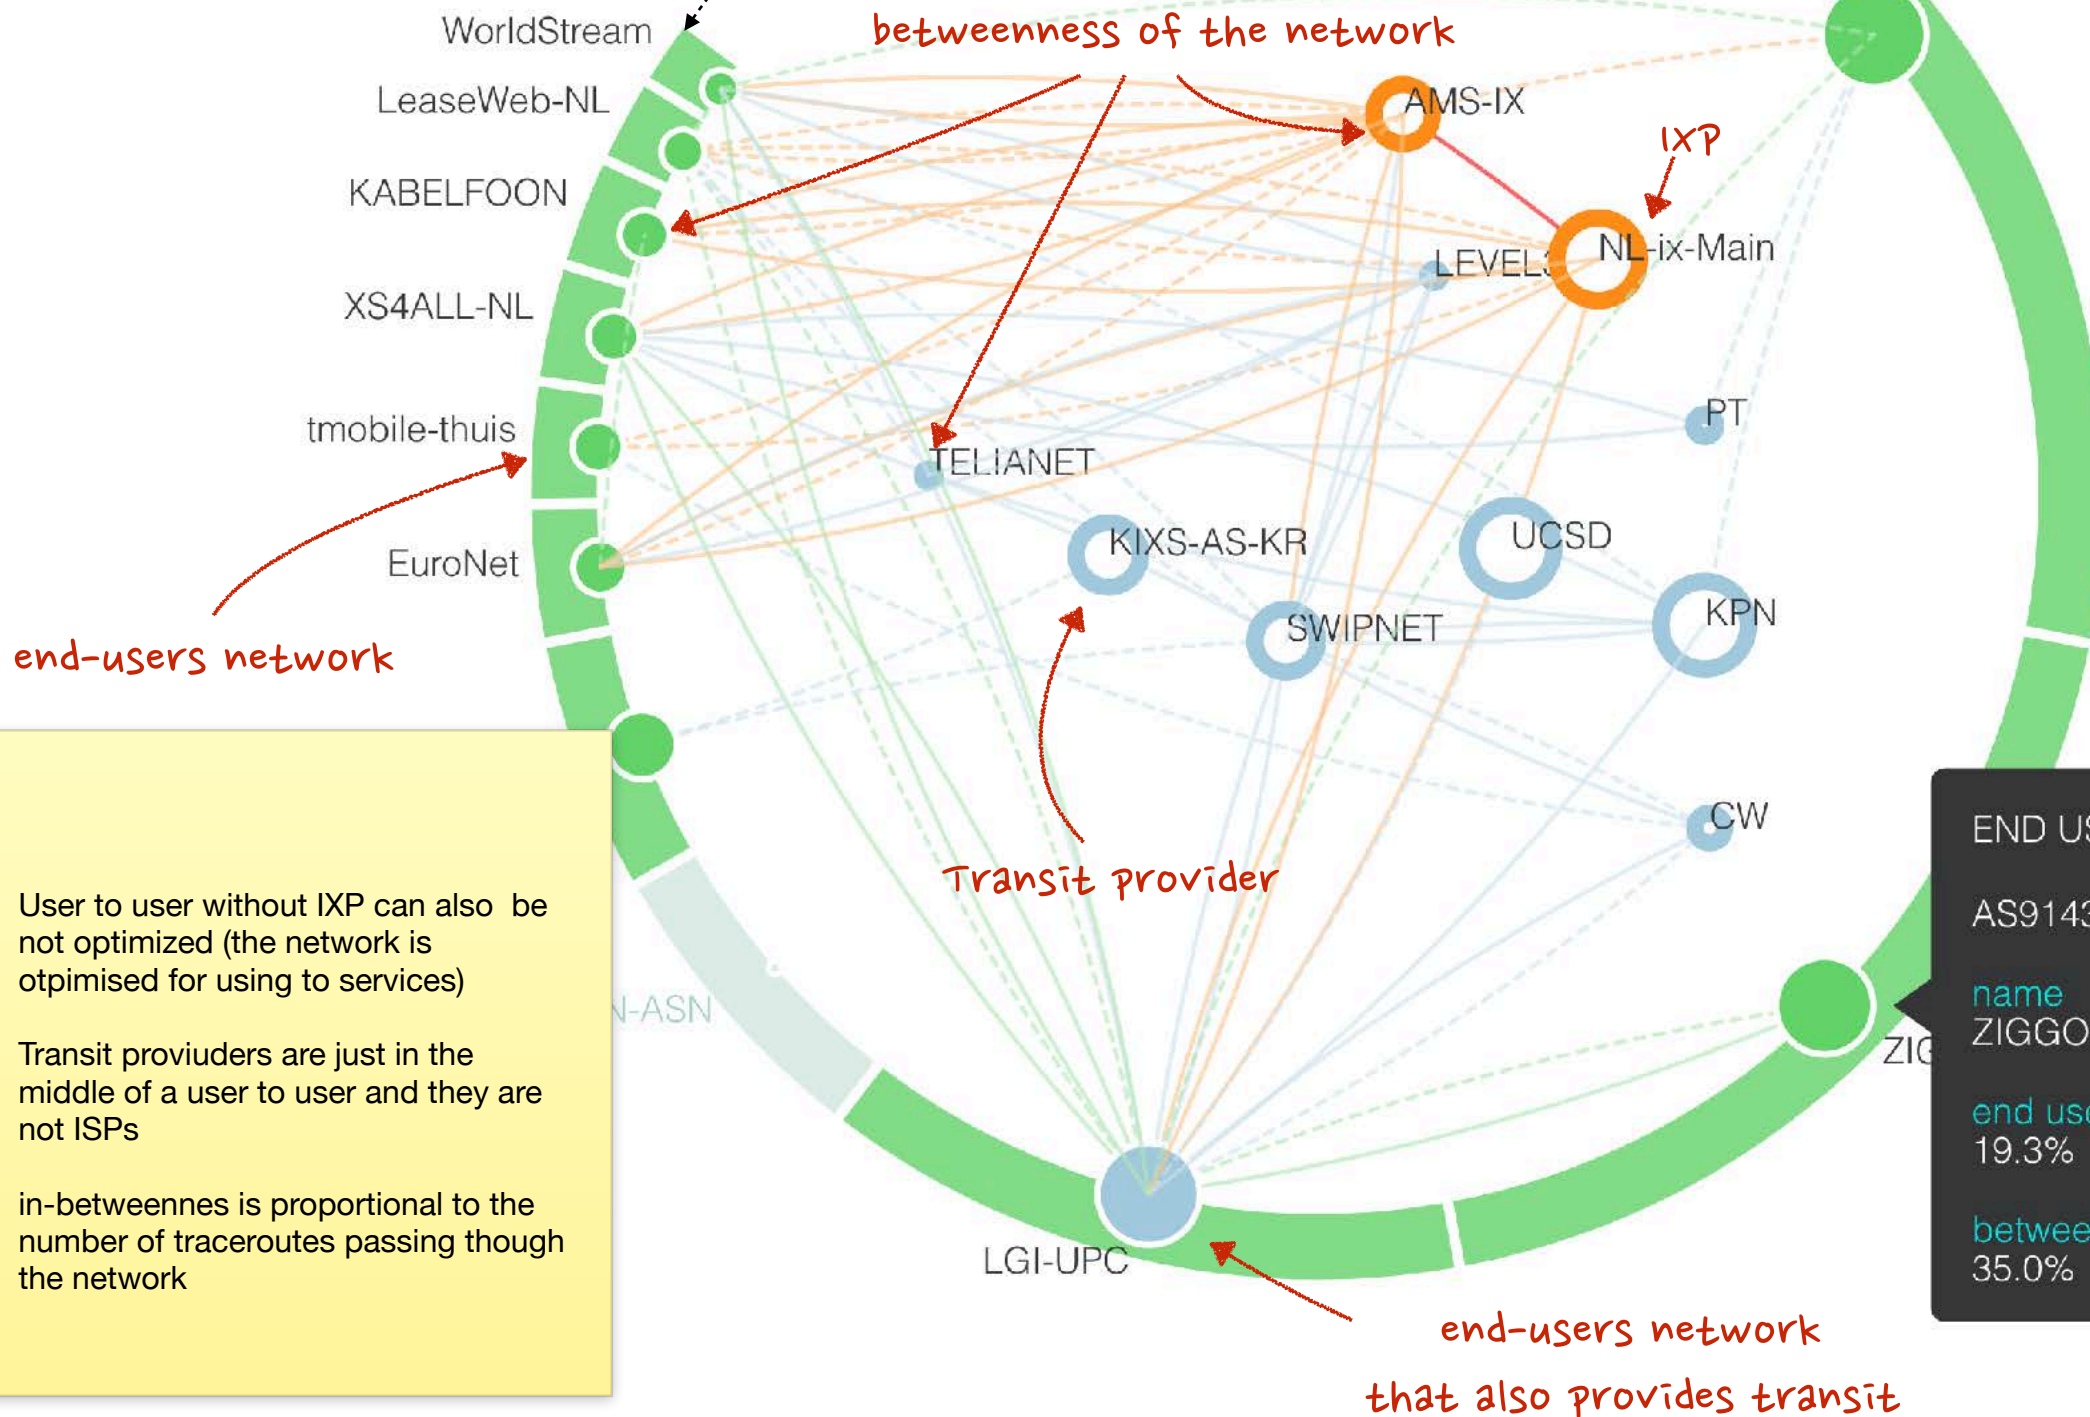 WorldStream
betweenness of the network
LeaseWeb-NL
AMS-IX
IXP
KABELFOON
NL-ix-Main
XS4ALL-NL
tmobile-thuis
PT
TELIANET
KIXS-AS-KR
UCSD
EuroNet
SWIPNET
KPN
end-users network
CW
Transit provider
END
User to user without IXP can also be
not optimized (the network is
otpimised for using to services)
N-ASN
Transit proviuders are just in the
middle of a user to user and they are
not ISPs
in-betweennes is proportional to the
number of traceroutes passing though
the network
AS9143
name
ZIGGO
end
19.3%
35.0%
LGI-UPC
end-users network
that also provides transit